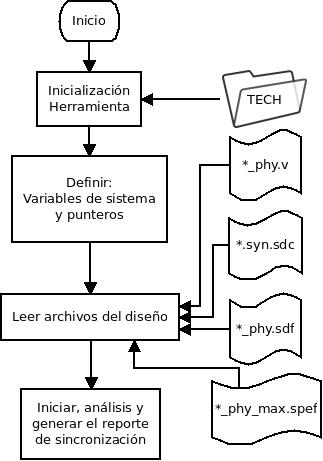 Inicio
Inicialización
Herramienta
TECH
Definir:
Variables de sistema
y punteros
*_phy.v
*.syn.sdc
Leer archivos del diseño
*_phy.sdf
*_phy_max.spef
Iniciar, análisis y
generar el reporte
de sincronización